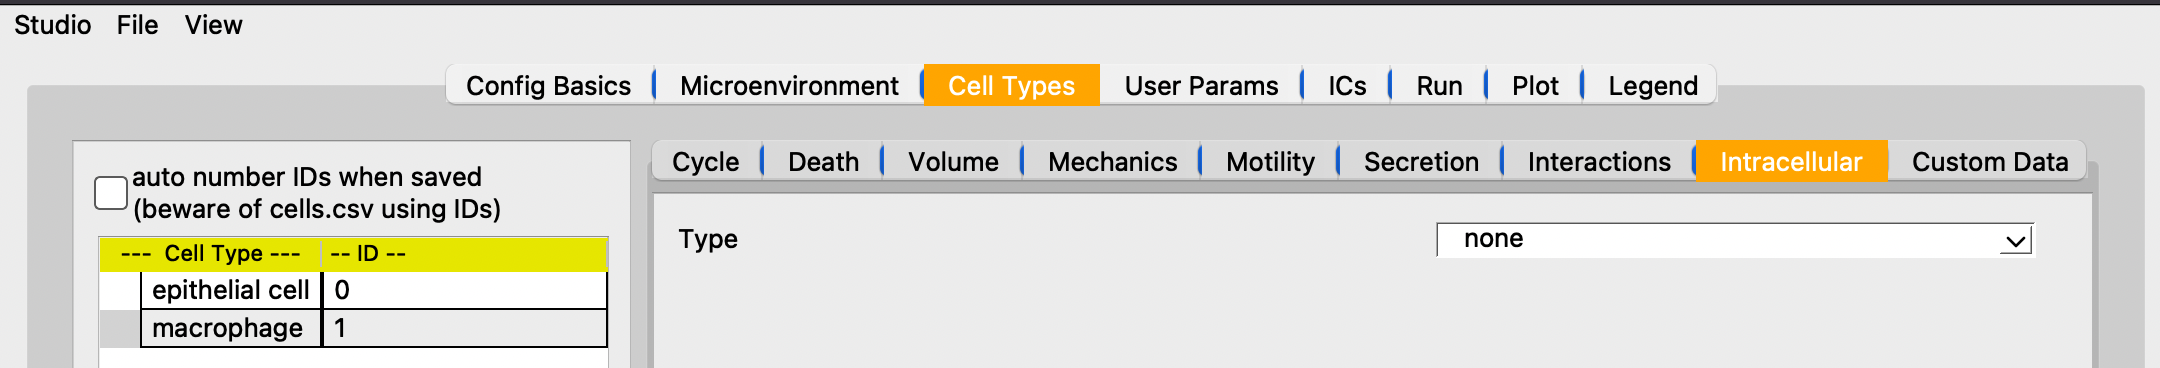 Studio File View
Config Basics Microenvironment Cell Types User Params ICs Run Plot Legend
auto number IDs when saved
(beware of cells.csv using IDs)
--- Cell Type --- -- ID --
epithelial cell 0
macrophage 1
Cycle Death Volume Mechanics Motility Secretion Interactions Intracellular Custom Data
Type none